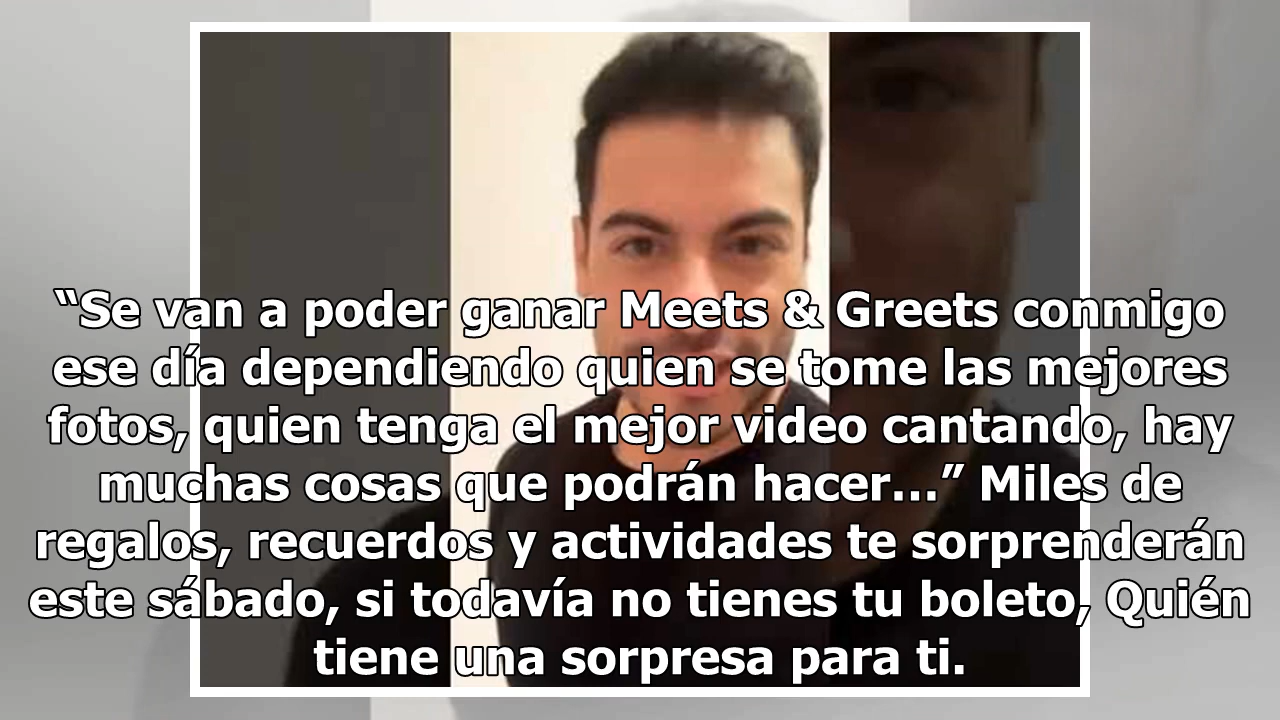 “Se van a poder ganar Meets & Greets conmigo
ese día dependiendo quien se tome las mejores
fotos, quien tenga el mejor video cantando, hay
muchas cosas que podrán hacer...” Miles de
regalos, recuerdos y actividades te sorprenderán
este sábado, si todavía no tienes tu boleto, Quién
tiene una sorpresa para ti.